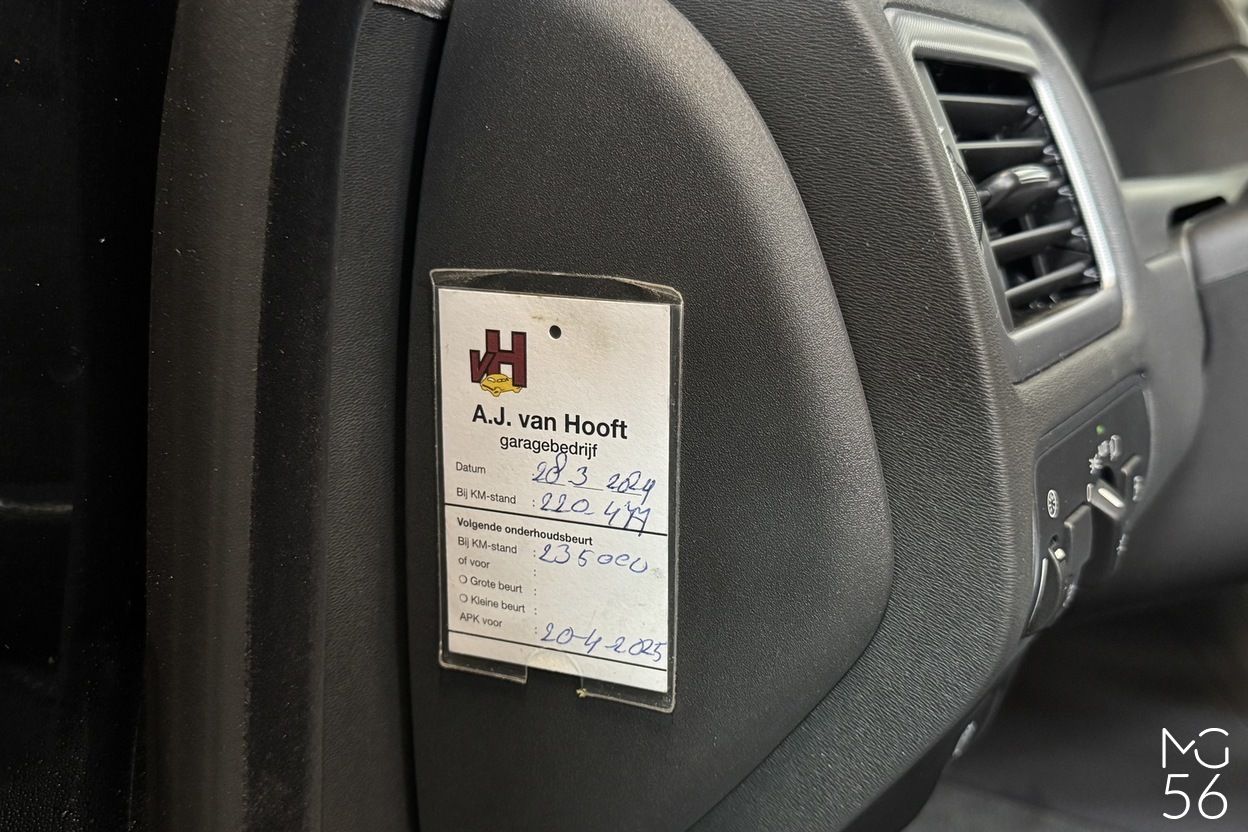 vH
A.J. van Hooft
garagebedrijf
Datum 28 3 2024
Bij KM-stand : 220-477
Volgende onderhoudsbeurt
Bij KM-stand : 235000
of voor :
Grote beurt :
Kleine beurt :
APK voor : 20-4-2025
MG
56